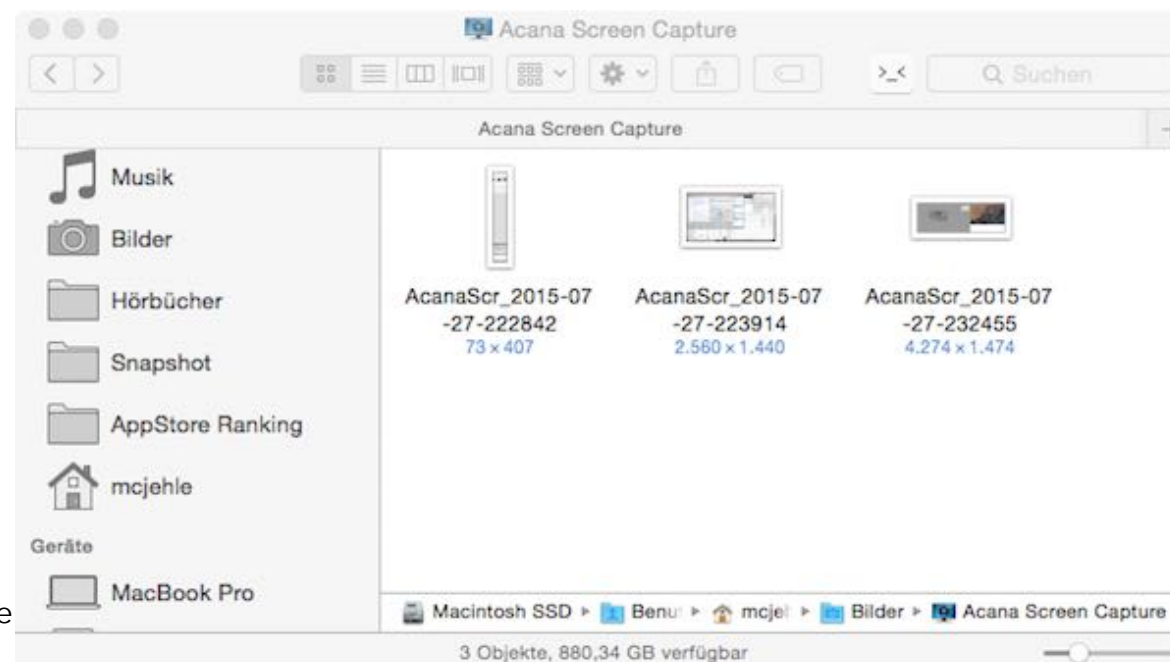 Acana Screen Capture
>_< Suchen
Acana Screen Capture
Musik
Bilder
Hörbücher
Snapshot
AppStore Ranking
mcjehle
Geräte
MacBook Pro
AcanaScr_2015-07
-27-222842
73 × 407
AcanaScr_2015-07
-27-223914
2.560 × 1.440
AcanaScr_2015-07
-27-232455
4.274 × 1.474
e
Macintosh SSD ▸ Benu ▸ mcjel ▸ Bilder ▸ Acana Screen Capture
3 Objekte, 880,34 GB verfügbar